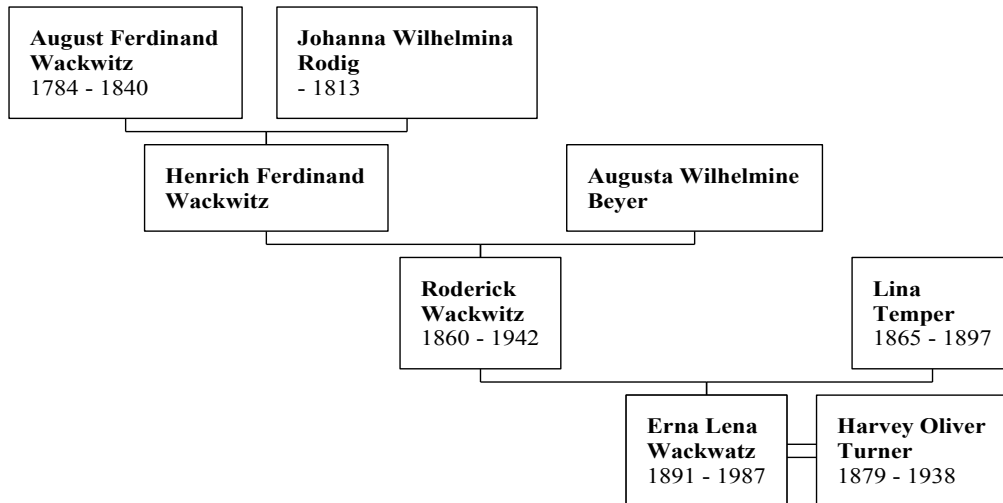 August Ferdinand
Wackwitz
1784 - 1840
Johanna Wilhelmina
Rodig
- 1813
Henrich Ferdinand
Wackwitz
Augusta Wilhelmine
Beyer
Roderick
Wackwitz
1860 - 1942
Lina
Temper
1865 - 1897
Erna Lena
Wackwatz
1891 - 1987
Harvey Oliver
Turner
1879 - 1938